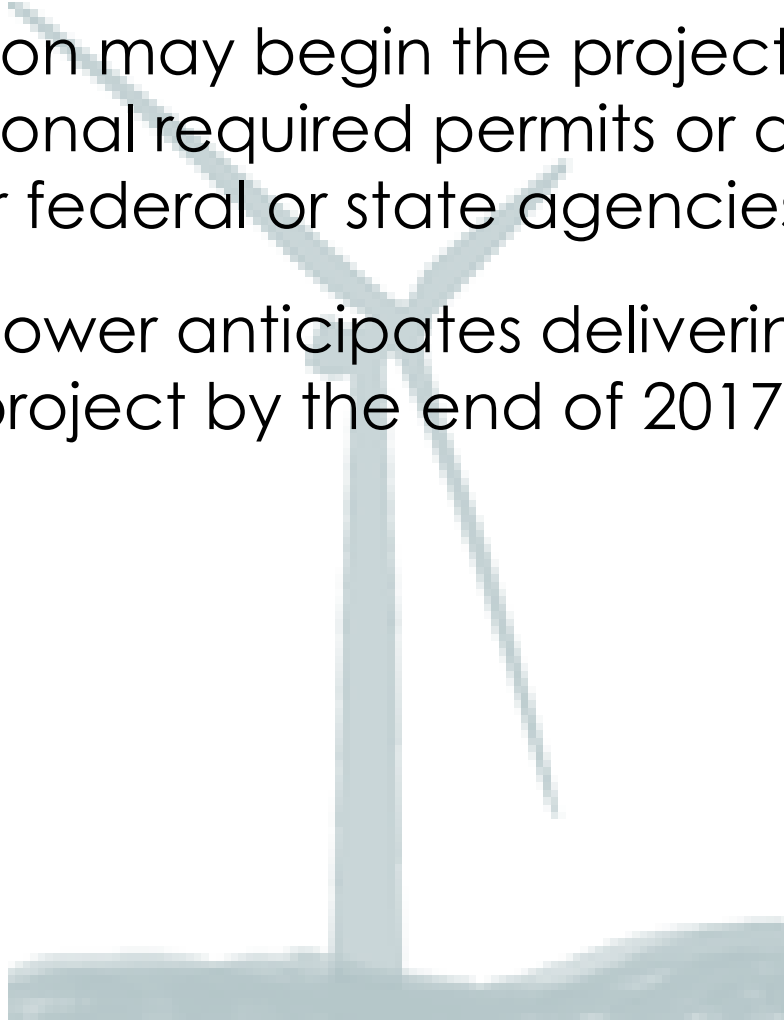 on may begin the project
onal required permits or
federal or state agencies
ower anticipates deliverin
project by the end of 2017